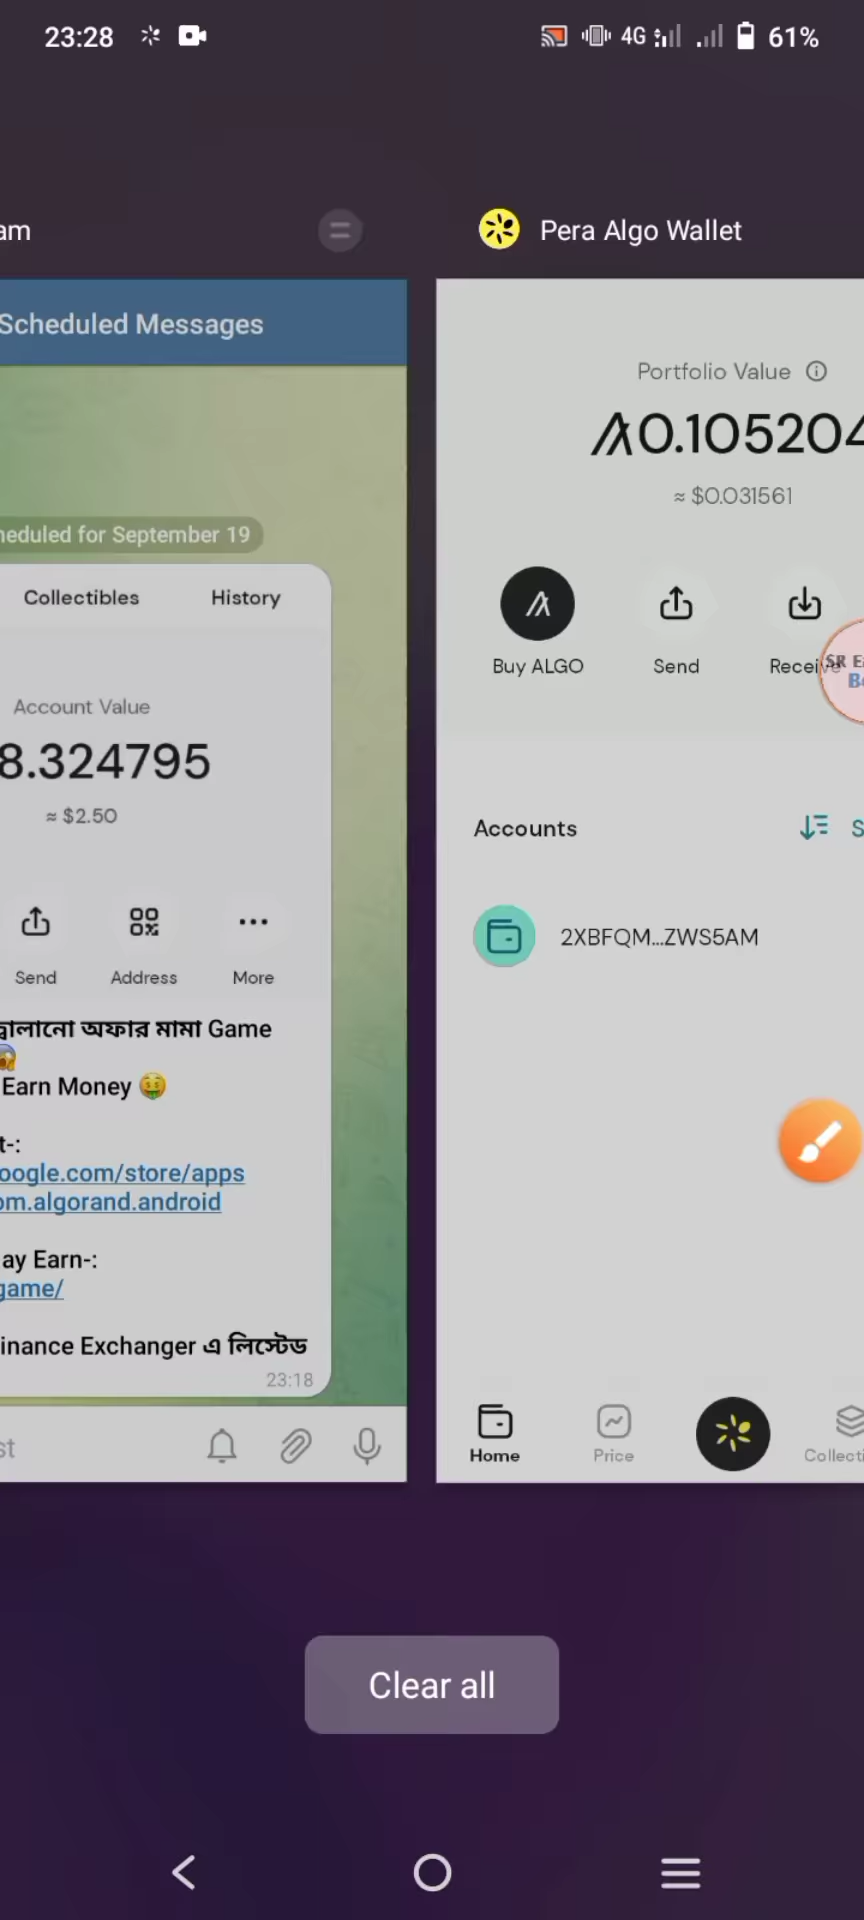 23:28 4G 61%
am
Scheduled Messages
heduled for September 19
Collectibles History
Account Value
8.324795
≈ $2.50
Send Address More
অফার মামা Game
Earn Money
t-:
oogle.com/store/apps
om.algorand.android
ay Earn-:
game/
inance Exchanger এ লিস্টেড
23:18
st
Pera Algo Wallet
Portfolio Value
0.105204
≈ $0.031561
Buy ALGO Send Receive
SR E
B
Accounts S
2XBFQM...ZWS5AM
Home Price Collecti
Clear all